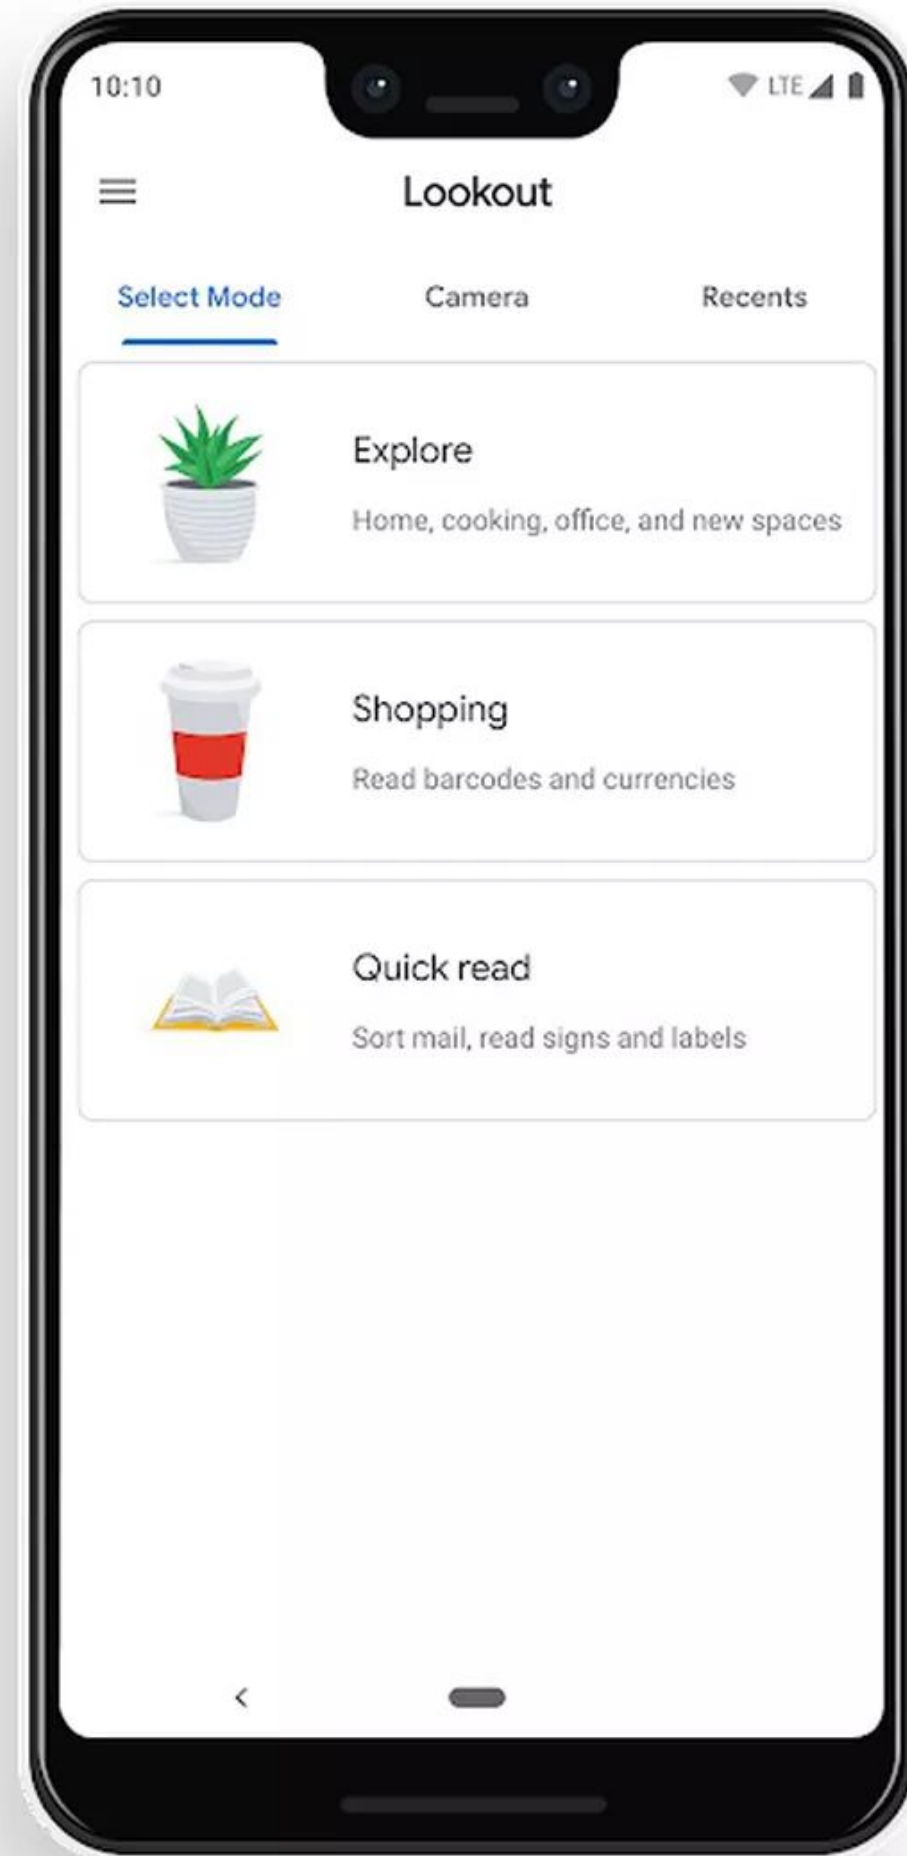 10:10
LTE
Lookout
Select Mode
Camera
Recents
Explore
Home, cooking, office, and new spaces
Shopping
Read barcodes and currencies
Quick read
Sort mail, read signs and labels